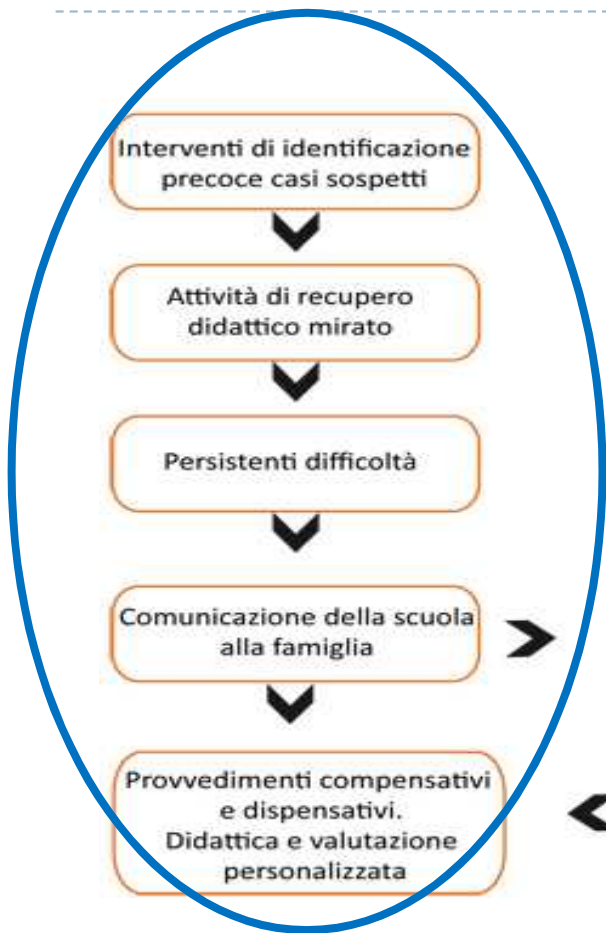 Interventi di identificazione
precoce casi sospetti
Attività di recupero
didattico mirato
Persistenti difficoltà
Comunicazione della scuola
alla famiglia
Provvedimenti compensativi
e dispensativi.
Didattica e valutazione
personalizzata